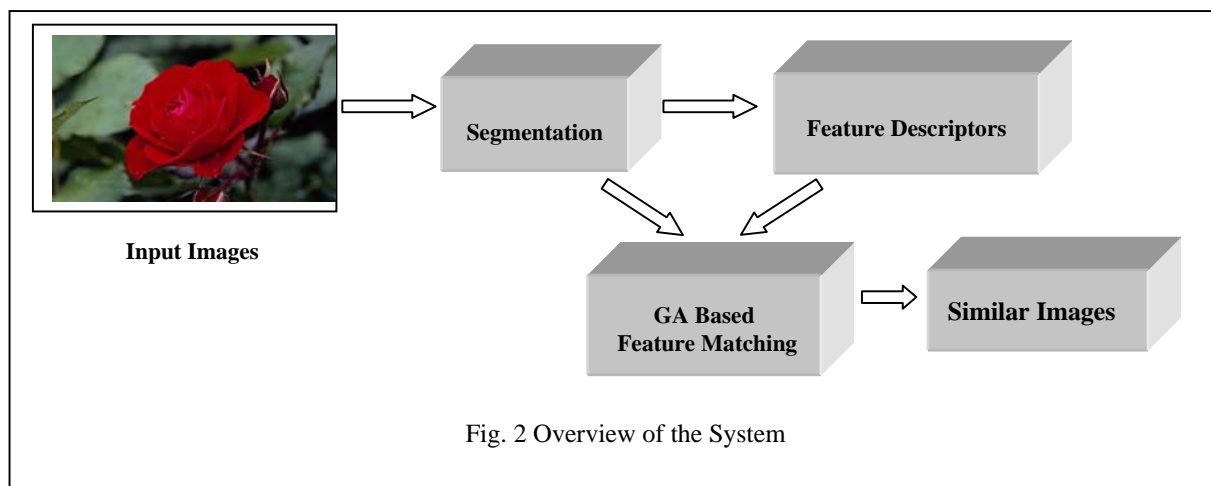 Segmentation
Feature Descriptors
Input Images
GA Based
Feature Matching
Similar Images
Fig. 2 Overview of the System